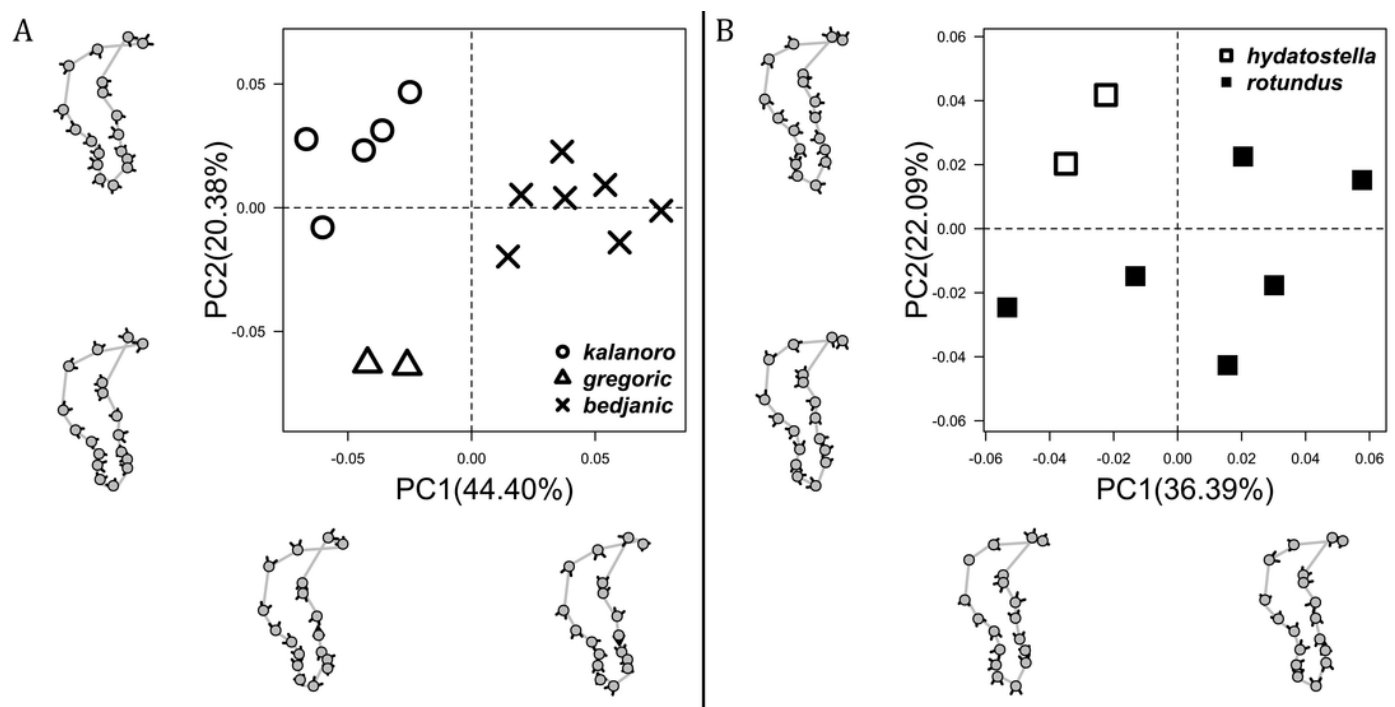 A
0.05
0.00
-0.05
PC2(20.38%)
kalanoro
gregoric
bedjanic
-0.05
0.00
0.05
PC1(44.40%)
B
0.06
0.04
0.02
0.00
-0.02
-0.04
-0.06
PC2(22.09%)
hydatostella
rotundus
-0.06
-0.04
-0.02
0.00
0.02
0.04
0.06
PC1(36.39%)